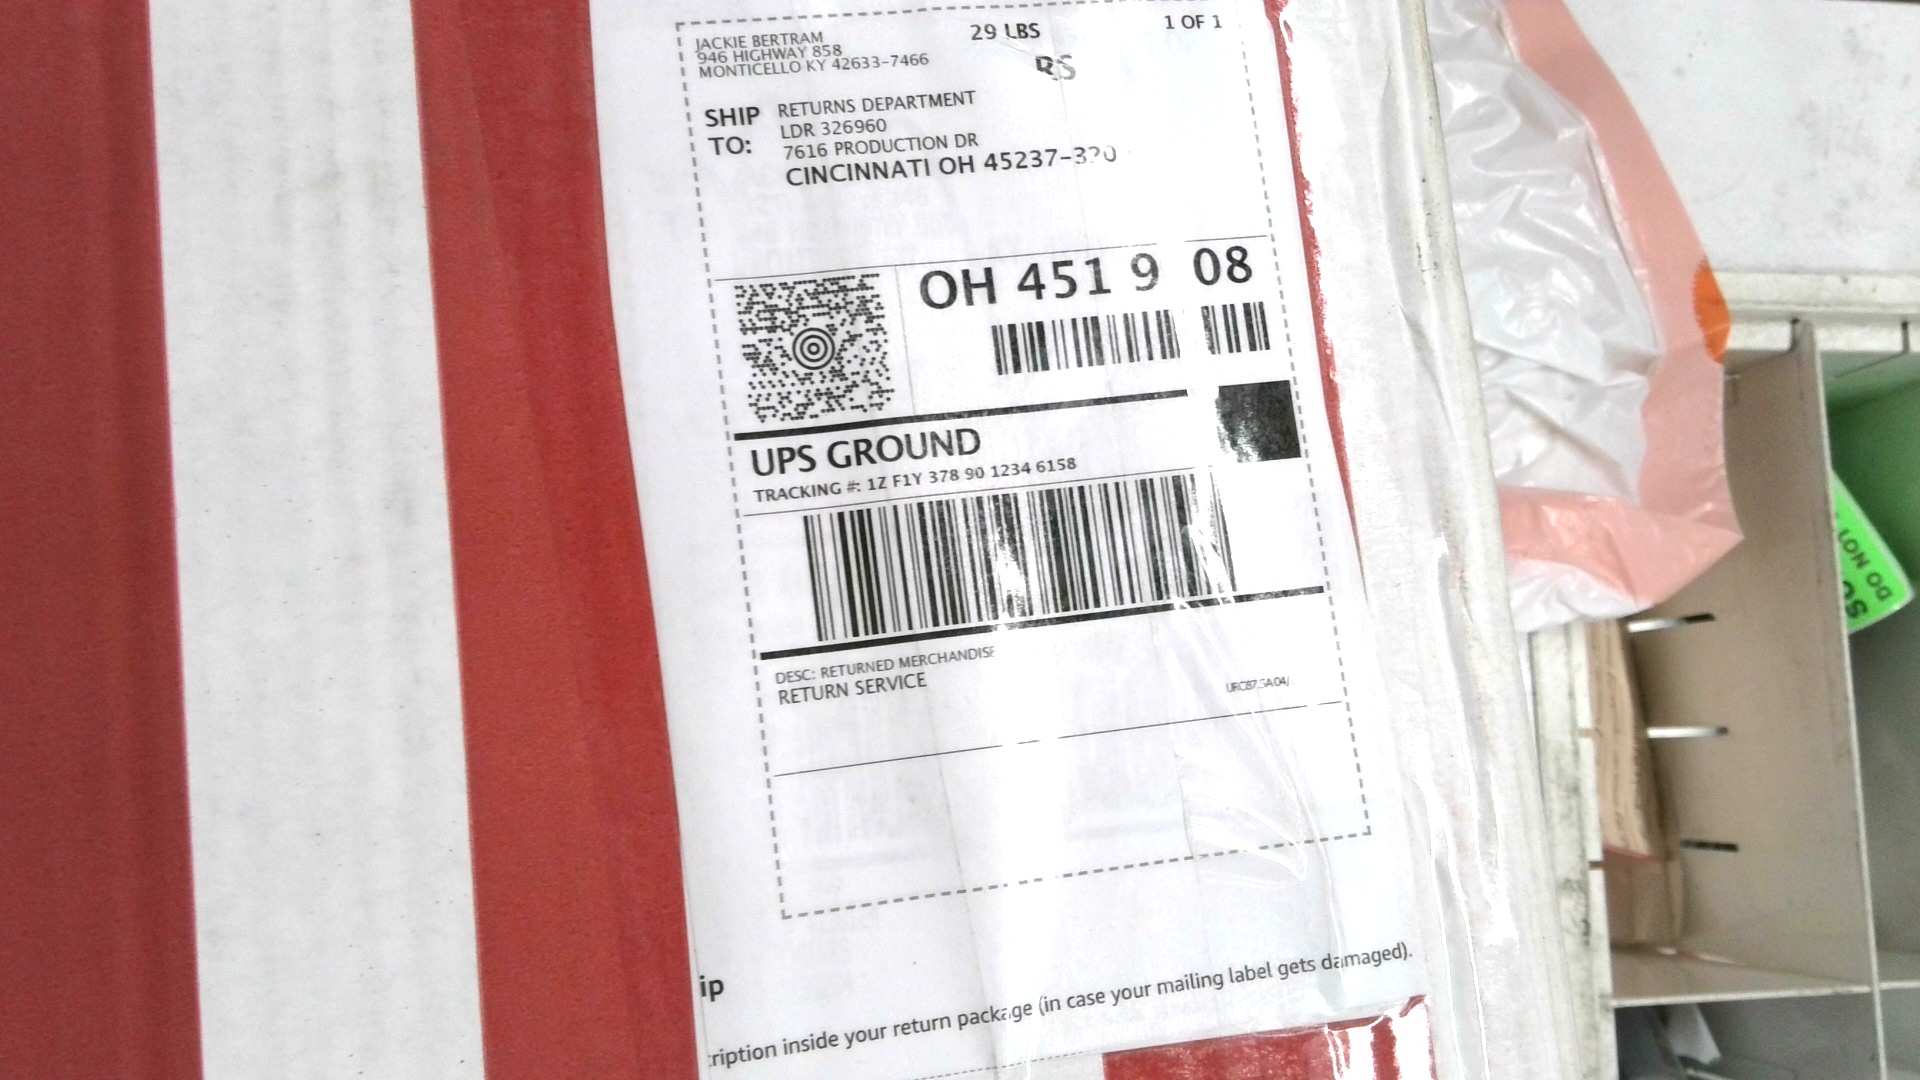 JACKIE BERTRAM
946 HIGHWAY 858
MONTICELLO KY 42633-7466
29 LBS
1 OF 1
RS
SHIP TO:
RETURNS DEPARTMENT
LDR 326960
7616 PRODUCTION DR
CINCINNATI OH
OH 451 9 08
UPS GROUND
TRACKING #: 1Z F1Y 378 90 1234 6158
DESC: RETURNED MERCHANDISE
RETURN SERVICE
ip
ription inside your return package (in case your mailing label gets damaged).
DO NOT